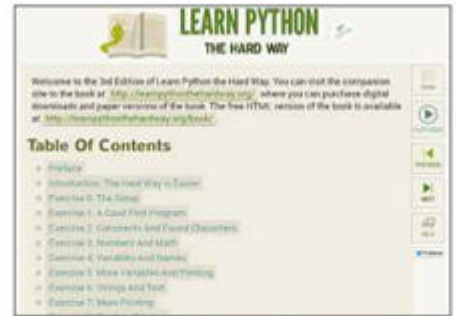 LEARN PYTHON
THE HARD WAY
Welcome to the 3rd Edition of Learn Python the Hard Way. You can visit the companion
site to the book at http://learnpythonthehardway.org/ where you can purchase digital
downloads and paper versions of the book. The free HTML version of the book is available
at http://learnpythonthehardway.org/book/.
Table Of Contents
Preface
Introduction: The Hard Way Is Easier
Exercise 0: The Setup
Exercise 1: A Good First Program
Exercise 2: Comments And Pound Characters
Exercise 3: Numbers And Math
Exercise 4: Variables And Names
Exercise 5: More Variables And Printing
Exercise 6: Strings And Text
Exercise 7: More Printing
PREVIOUS
NEXT
HELP